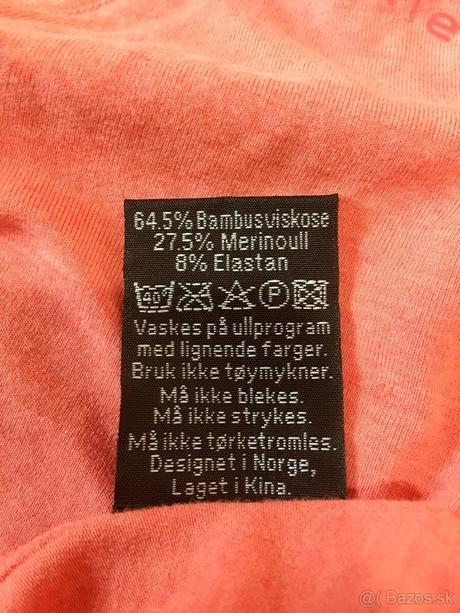 64.5% Bambusviskose
27.5% Merinoull
8% Elastan
40° P
Vaskes på ullprogram
med lignende farger.
Bruk ikke tøymykner.
Må ikke blekes.
Må ikke strykes.
Må ikke tørketromles.
Designet i Norge,
Laget i Kina.
© Bazos.sk